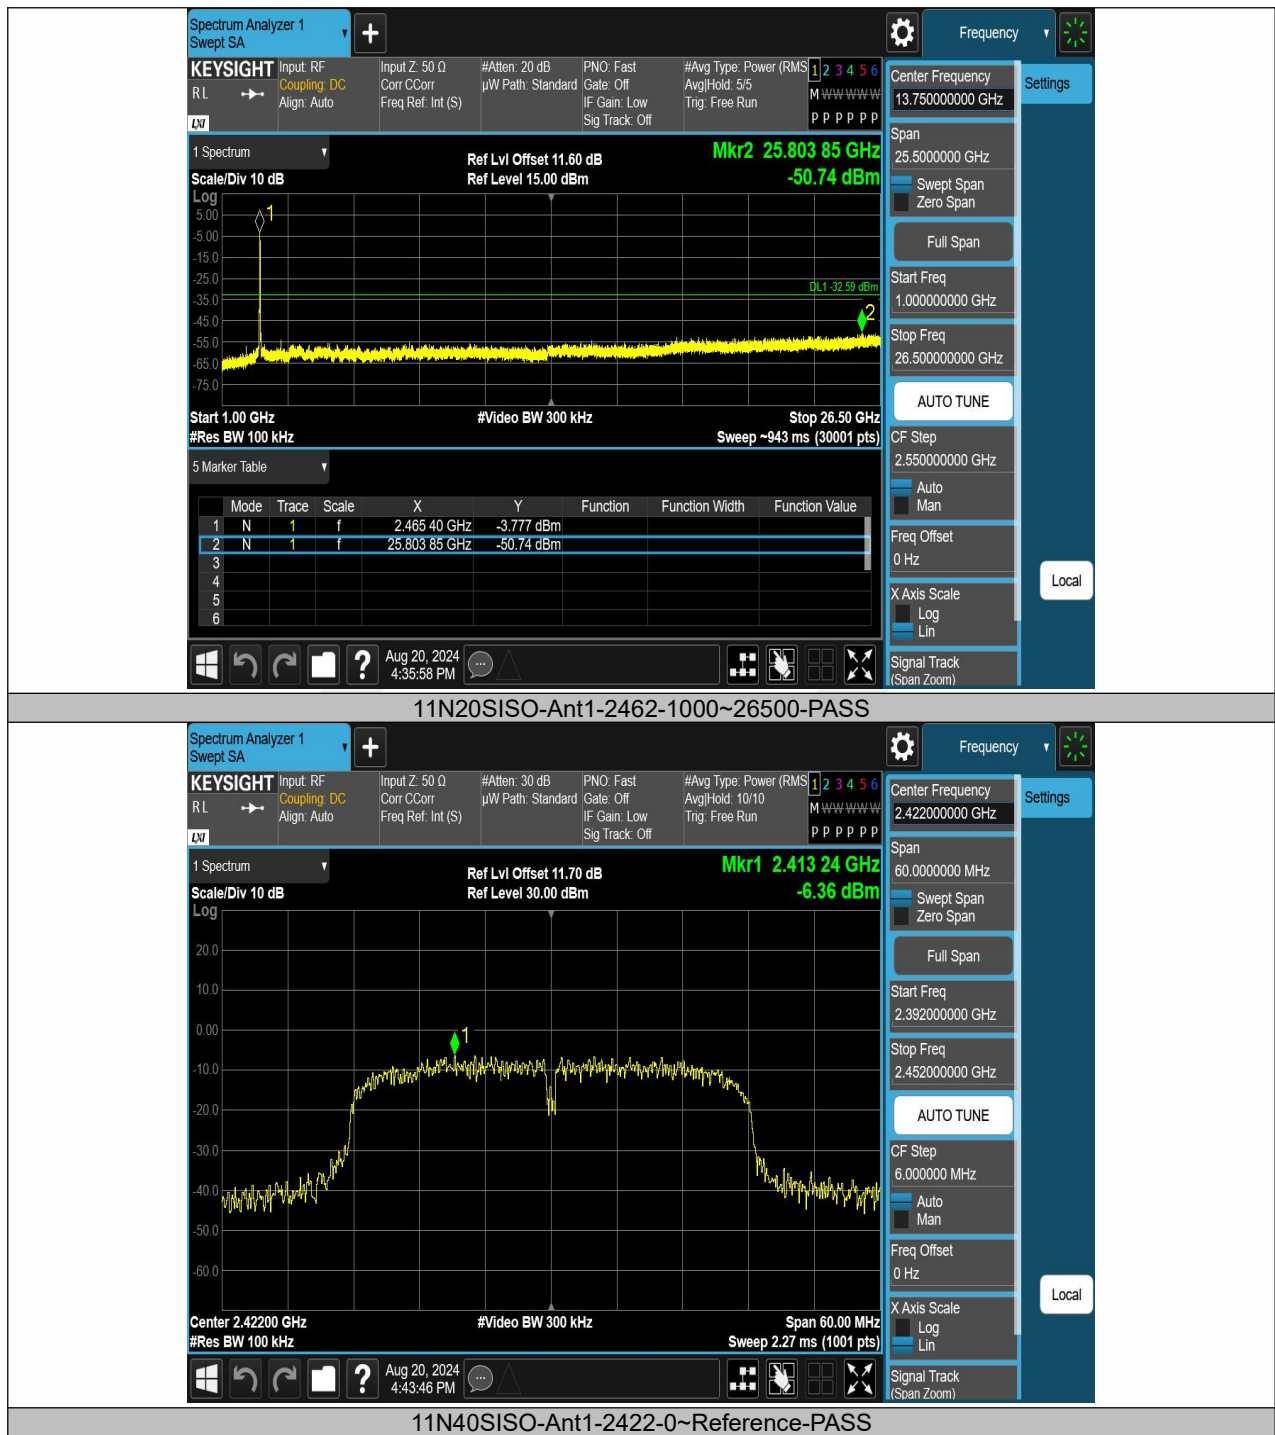 Spectrum Analyzer 1
Swept SA
+
Frequency
KEYSIGHT
RL
LXI
Input: RF
Coupling: DC
Align: Auto
Input Z: 50 Ω
Corr CCorr
Freq Ref: Int (S)
#Atten: 20 dB
µW Path: Standard
PNO: Fast
Gate: Off
IF Gain: Low
Sig Track: Off
#Avg Type: Power (RMS
Avg|Hold: 5/5
Trig: Free Run
1 2 3 4 5 6
M W W W W W
P P P P P P
1 Spectrum
Scale/Div 10 dB
Ref Lvl Offset 11.60 dB
Ref Level 15.00 dBm
Mkr2 25.803 85 GHz
-50.74 dBm
Log
5.00
-5.00
-15.0
-25.0
-35.0
-45.0
-55.0
-65.0
-75.0
1
DL1 -32.59 dBm
2
Start 1.00 GHz
#Video BW 300 kHz
Stop 26.50 GHz
#Res BW 100 kHz
Sweep ~943 ms (30001 pts)
5 Marker Table
Mode Trace Scale X Y Function Function Width Function Value
1 N 1 f 2.465 40 GHz -3.777 dBm
2 N 1 f 25.803 85 GHz -50.74 dBm
3
4
5
6
?
Aug 20, 2024
4:35:58 PM
Center Frequency
13.750000000 GHz
Settings
Span
25.5000000 GHz
Swept Span
Zero Span
Full Span
Start Freq
1.000000000 GHz
Stop Freq
26.500000000 GHz
AUTO TUNE
CF Step
2.550000000 GHz
Auto
Man
Freq Offset
0 Hz
X Axis Scale
Log
Lin
Local
Signal Track
(Span Zoom)
11N20SISO-Ant1-2462-1000~26500-PASS
Spectrum Analyzer 1
Swept SA
+
Frequency
KEYSIGHT
RL
LXI
Input: RF
Coupling: DC
Align: Auto
Input Z: 50 Ω
Corr CCorr
Freq Ref: Int (S)
#Atten: 30 dB
µW Path: Standard
PNO: Fast
Gate: Off
IF Gain: Low
Sig Track: Off
#Avg Type: Power (RMS
Avg|Hold: 10/10
Trig: Free Run
1 2 3 4 5 6
M W W W W W
P P P P P P
1 Spectrum
Scale/Div 10 dB
Ref Lvl Offset 11.70 dB
Ref Level 30.00 dBm
Mkr1 2.413 24 GHz
-6.36 dBm
Log
20.0
10.0
0.00
-10.0
-20.0
-30.0
-40.0
-50.0
-60.0
1
Center 2.42200 GHz
#Video BW 300 kHz
Span 60.00 MHz
#Res BW 100 kHz
Sweep 2.27 ms (1001 pts)
?
Aug 20, 2024
4:43:46 PM
Center Frequency
2.422000000 GHz
Settings
Span
60.0000000 MHz
Swept Span
Zero Span
Full Span
Start Freq
2.392000000 GHz
Stop Freq
2.452000000 GHz
AUTO TUNE
CF Step
6.000000 MHz
Auto
Man
Freq Offset
0 Hz
X Axis Scale
Log
Lin
Local
Signal Track
(Span Zoom)
11N40SISO-Ant1-2422-0~Reference-PASS